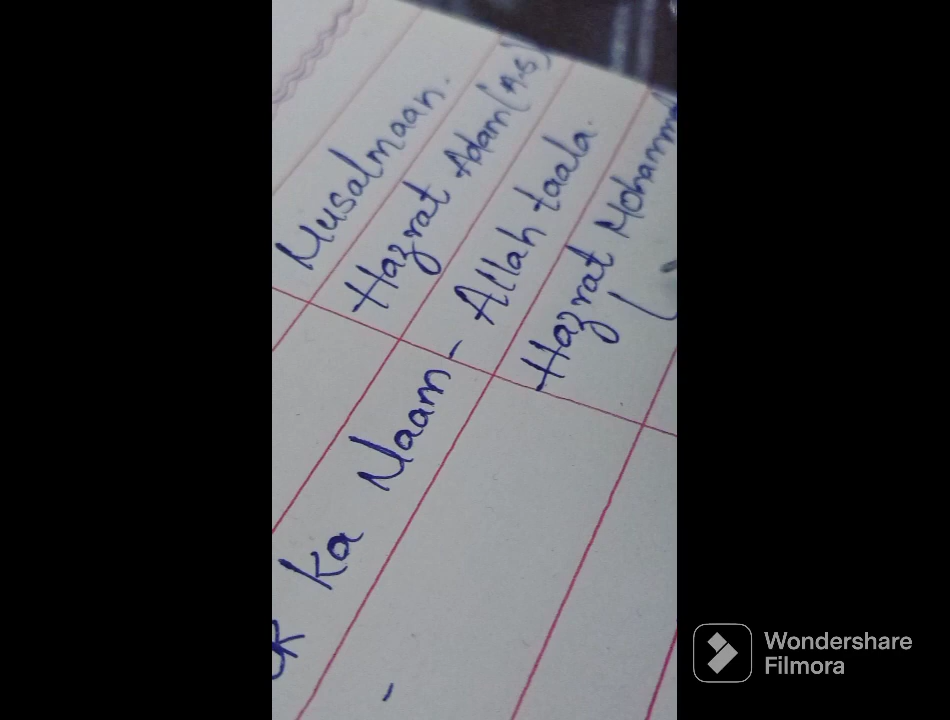 Musalmaan.
Hazrat Adam (A.S)
ka Naam - Allah taala.
Hazrat Mohamm
Wondershare
Filmora